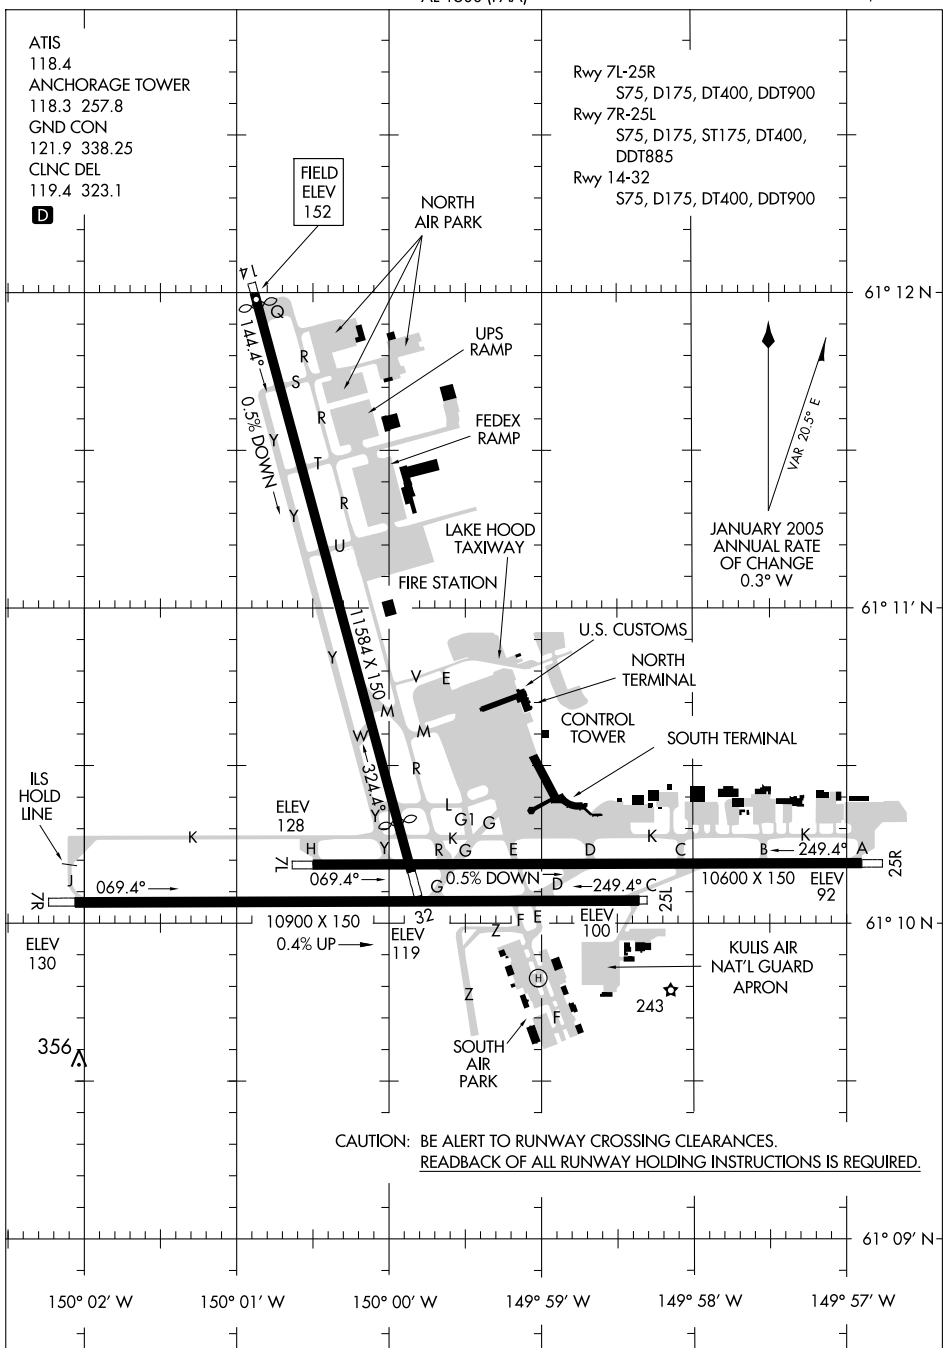 ATIS
118.4
ANCHORAGE TOWER
118.3 257.8
GND CON
121.9 338.25
CLNC DEL
119.4 323.1
D
Rwy 7L-25R
S75, D175, DT400, DDT900
Rwy 7R-25L
S75, D175, ST175, DT400,
DDT885
Rwy 14-32
S75, D175, DT400, DDT900
FIELD
ELEV
152
NORTH
AIR PARK
14
61° 12' N
Q
144.4°
UPS
RAMP
R
S
0.5% DOWN
R
FEDEX
RAMP
Y
T
VAR 20.5° E
R
Y
U
LAKE HOOD
TAXIWAY
JANUARY 2005
ANNUAL RATE
OF CHANGE
0.3° W
FIRE STATION
61° 11' N
11584 X 150
U.S. CUSTOMS
Y
NORTH
TERMINAL
V
E
M
M
W
CONTROL
TOWER
SOUTH TERMINAL
324.4°
R
ILS
HOLD
LINE
ELEV
128
Y
L
G1
G
K
K
K
K
H
Y
R
G
E
D
C
B
249.4°
A
7L
25R
J
069.4°
069.4°
G
0.5% DOWN
D
249.4°
C
10600 X 150
ELEV
92
7R
25L
10900 X 150
32
F
E
ELEV
100
61° 10' N
0.4% UP
ELEV
119
Z
ELEV
130
KULIS AIR
NAT'L GUARD
APRON
H
Z
243
F
356
SOUTH
AIR
PARK
CAUTION: BE ALERT TO RUNWAY CROSSING CLEARANCES.
READBACK OF ALL RUNWAY HOLDING INSTRUCTIONS IS REQUIRED.
61° 09' N
150° 02' W
150° 01' W
150° 00' W
149° 59' W
149° 58' W
149° 57' W